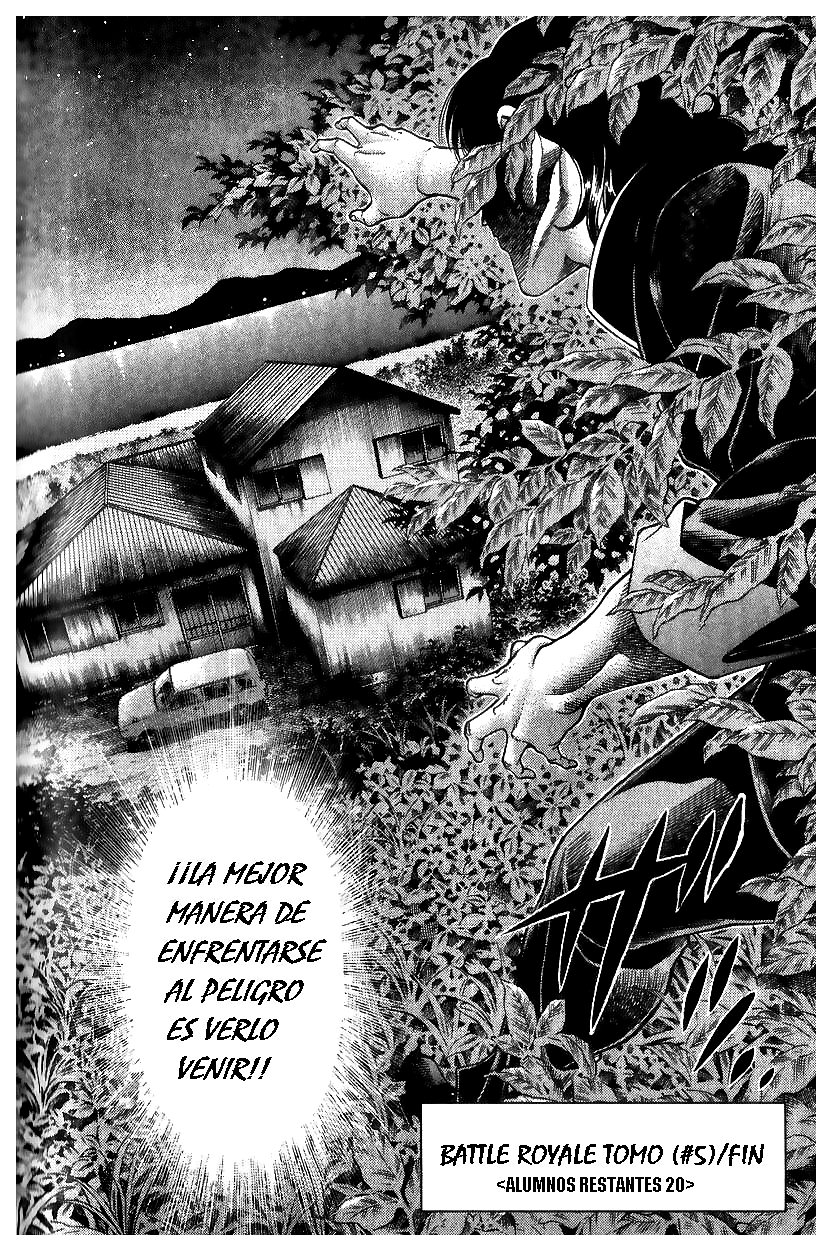 ¡¡LA MEJOR
MANERA DE
ENFRENTARSE
AL PELIGRO
ES VERLO
VENIR!!
BATTLE ROYALE TOMO (#5)/FIN
<ALUMNOS RESTANTES 20>